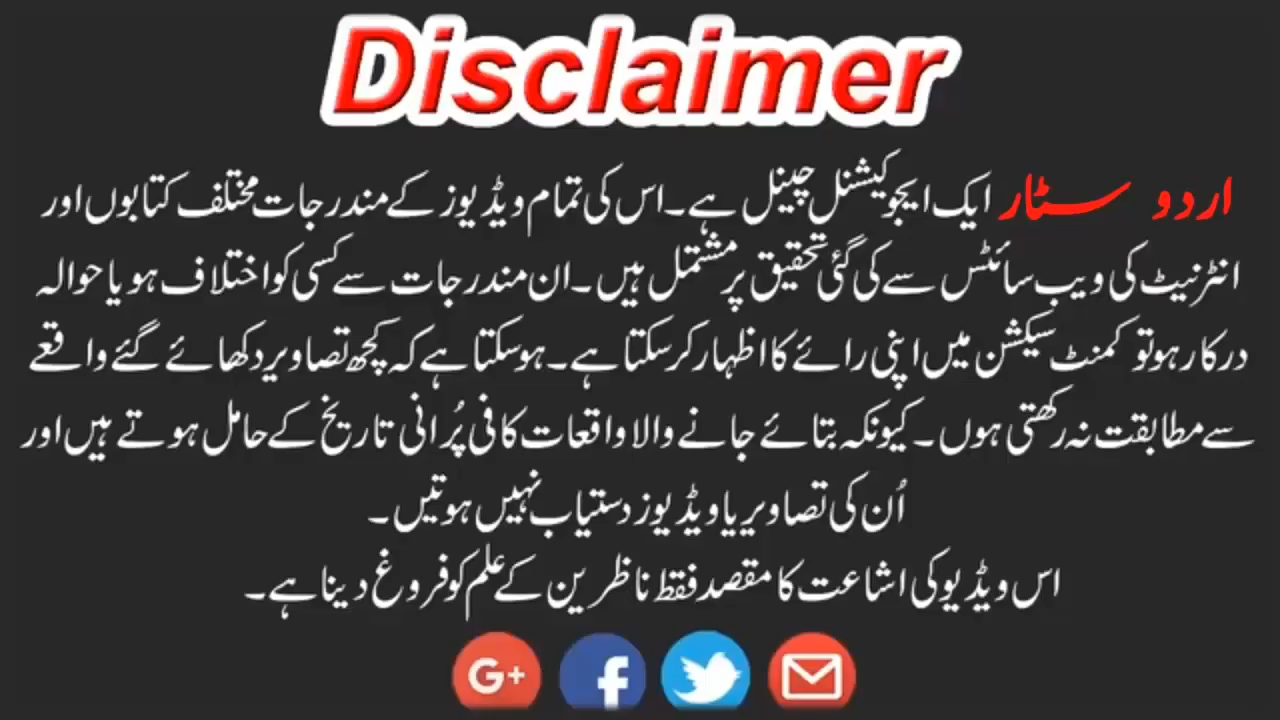 Disclaimer
اردو سٹار ایک ایجوکیشنل چینل ہے۔ اس کی تمام ویڈیوز کے مندرجات مختلف کتابوں اور
انٹرنیٹ کی ویب سائٹس سے کی گئی تحقیق پر مشتمل ہیں۔ ان مندرجات سے کسی کو اختلاف ہو یا حوالہ
درکار ہو تو کمنٹ سیکشن میں اپنی رائے کا اظہار کر سکتا ہے۔ ہو سکتا ہے کہ کچھ تصاویر دکھائے گئے واقعے
سے مطابقت نہ رکھتی ہوں۔ کیونکہ بتائے جانے والا واقعات کافی پُرانی تاریخ کے حامل ہوتے ہیں اور
اُن کی تصاویر یا ویڈیوز دستیاب نہیں ہوتیں۔
اس ویڈیو کی اشاعت کا مقصد فقط ناظرین کے علم کو فروغ دینا ہے۔
G+ f